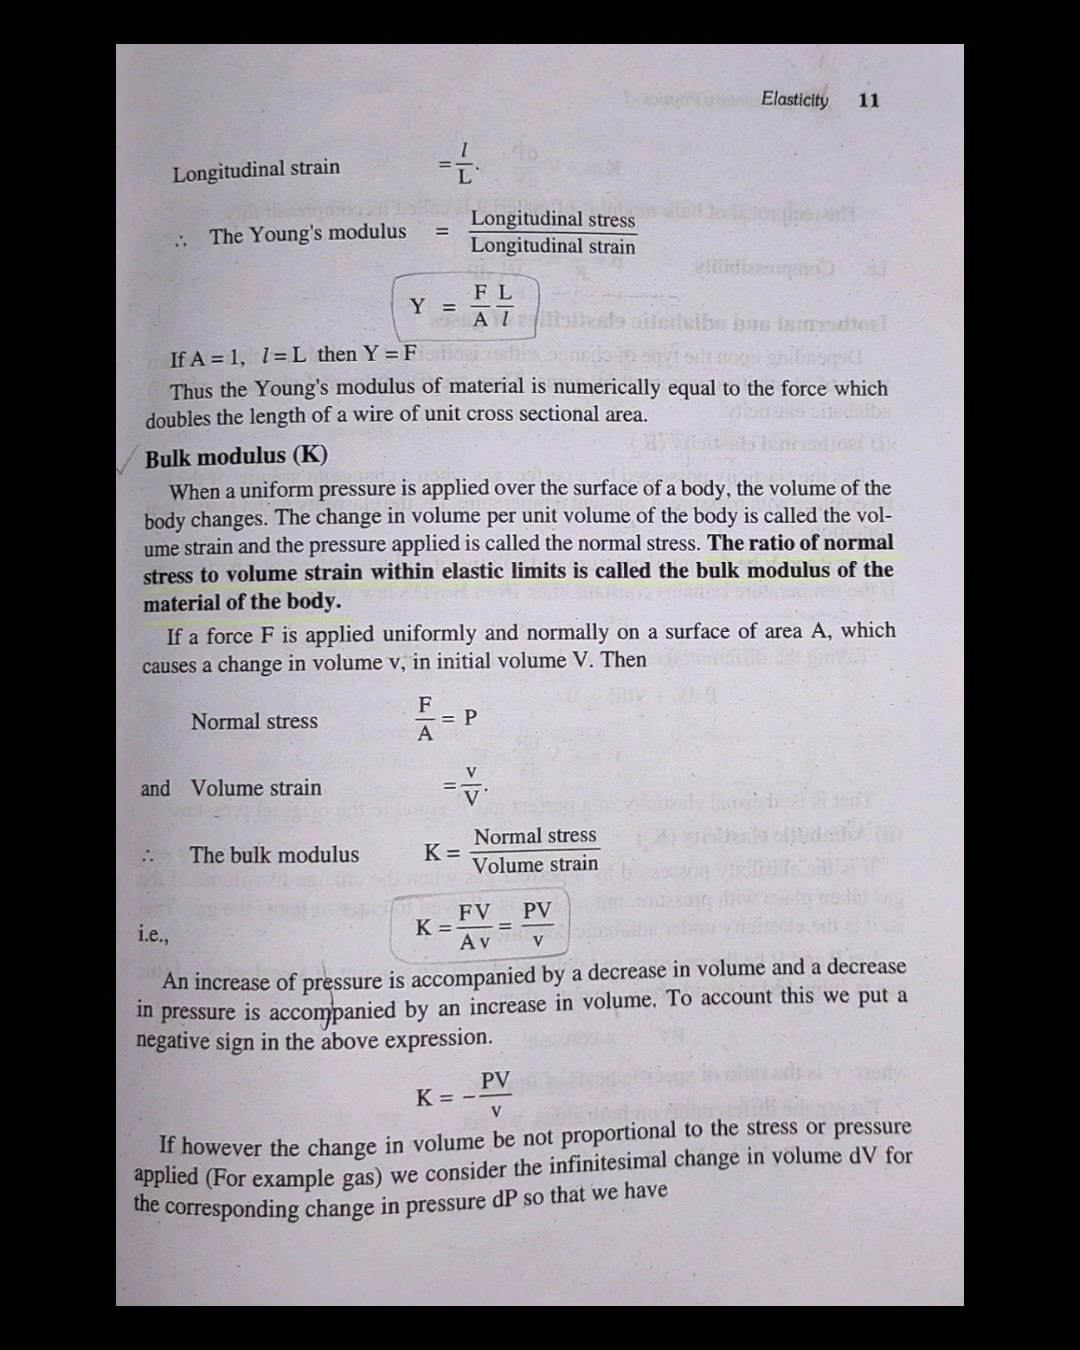 Elasticity 11
Longitudinal strain = l/L.
∴ The Young's modulus = Longitudinal stress / Longitudinal strain
Y = F/A L/l
If A = 1, l = L then Y = F
Thus the Young's modulus of material is numerically equal to the force which
doubles the length of a wire of unit cross sectional area.
Bulk modulus (K)
When a uniform pressure is applied over the surface of a body, the volume of the
body changes. The change in volume per unit volume of the body is called the vol-
ume strain and the pressure applied is called the normal stress. The ratio of normal
stress to volume strain within elastic limits is called the bulk modulus of the
material of the body.
If a force F is applied uniformly and normally on a surface of area A, which
causes a change in volume v, in initial volume V. Then
Normal stress F/A = P
and Volume strain = v/V.
∴ The bulk modulus K = Normal stress / Volume strain
i.e., K = FV/Av = PV/v
An increase of pressure is accompanied by a decrease in volume and a decrease
in pressure is accompanied by an increase in volume. To account this we put a
negative sign in the above expression.
K = - PV/v
If however the change in volume be not proportional to the stress or pressure
applied (For example gas) we consider the infinitesimal change in volume dV for
the corresponding change in pressure dP so that we have